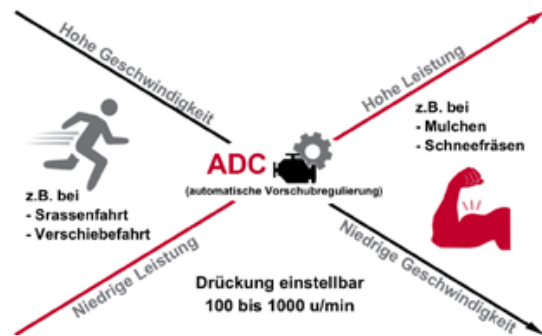 Hohe Geschwindigkeit
Hohe Leistung
z.B. bei
- Mulchen
- Schneefräsen
ADC
(automatische Vorschubregulierung)
z.B. bei
- Srassenfahrt
- Verschiebefahrt
Niedrige Leistung
Niedrige Geschwindigkeit
Drückung einstellbar
100 bis 1000 u/min